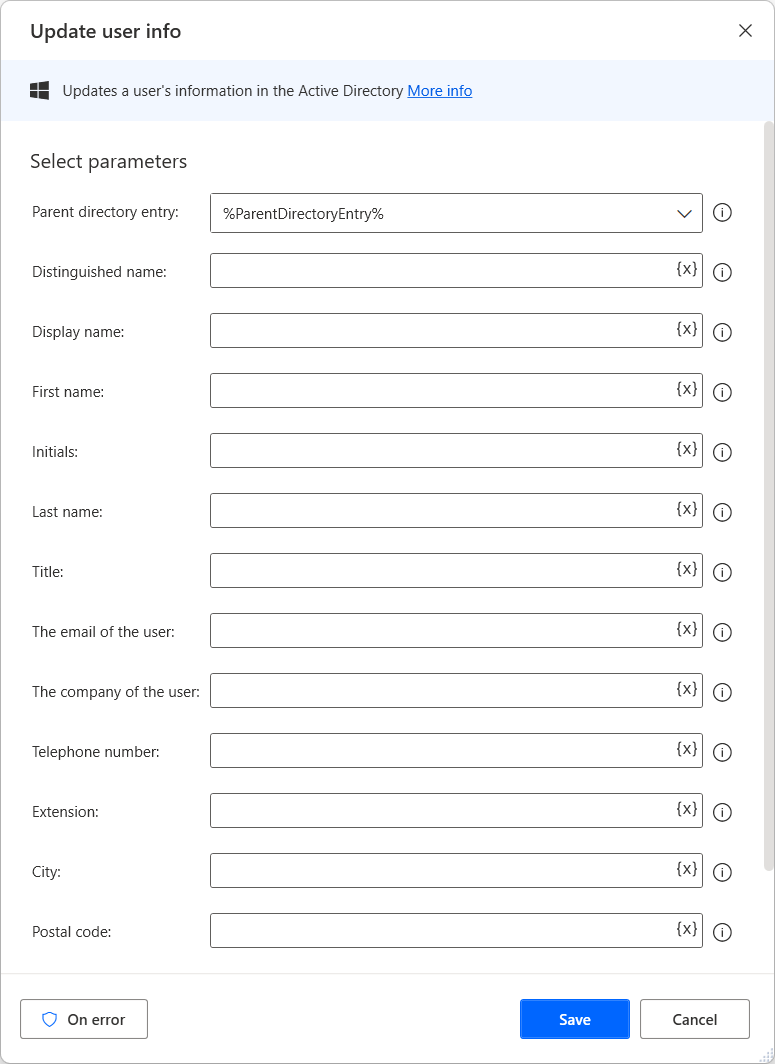 Update user info
Updates a user's information in the Active Directory More info
Select parameters
Parent directory entry: %ParentDirectoryEntry%
Distinguished name: {x}
Display name: {x}
First name: {x}
Initials: {x}
Last name: {x}
Title: {x}
The email of the user: {x}
The company of the user: {x}
Telephone number: {x}
Extension: {x}
City: {x}
Postal code: {x}
On error Save Cancel